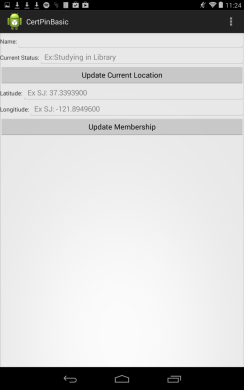 11:24
CertPinBasic
Name:
Current Status: Ex:Studying in Library
Update Current Location
Latitude: Ex SJ: 37.3393900
Longitiude: Ex SJ: -121.8949600
Update Membership